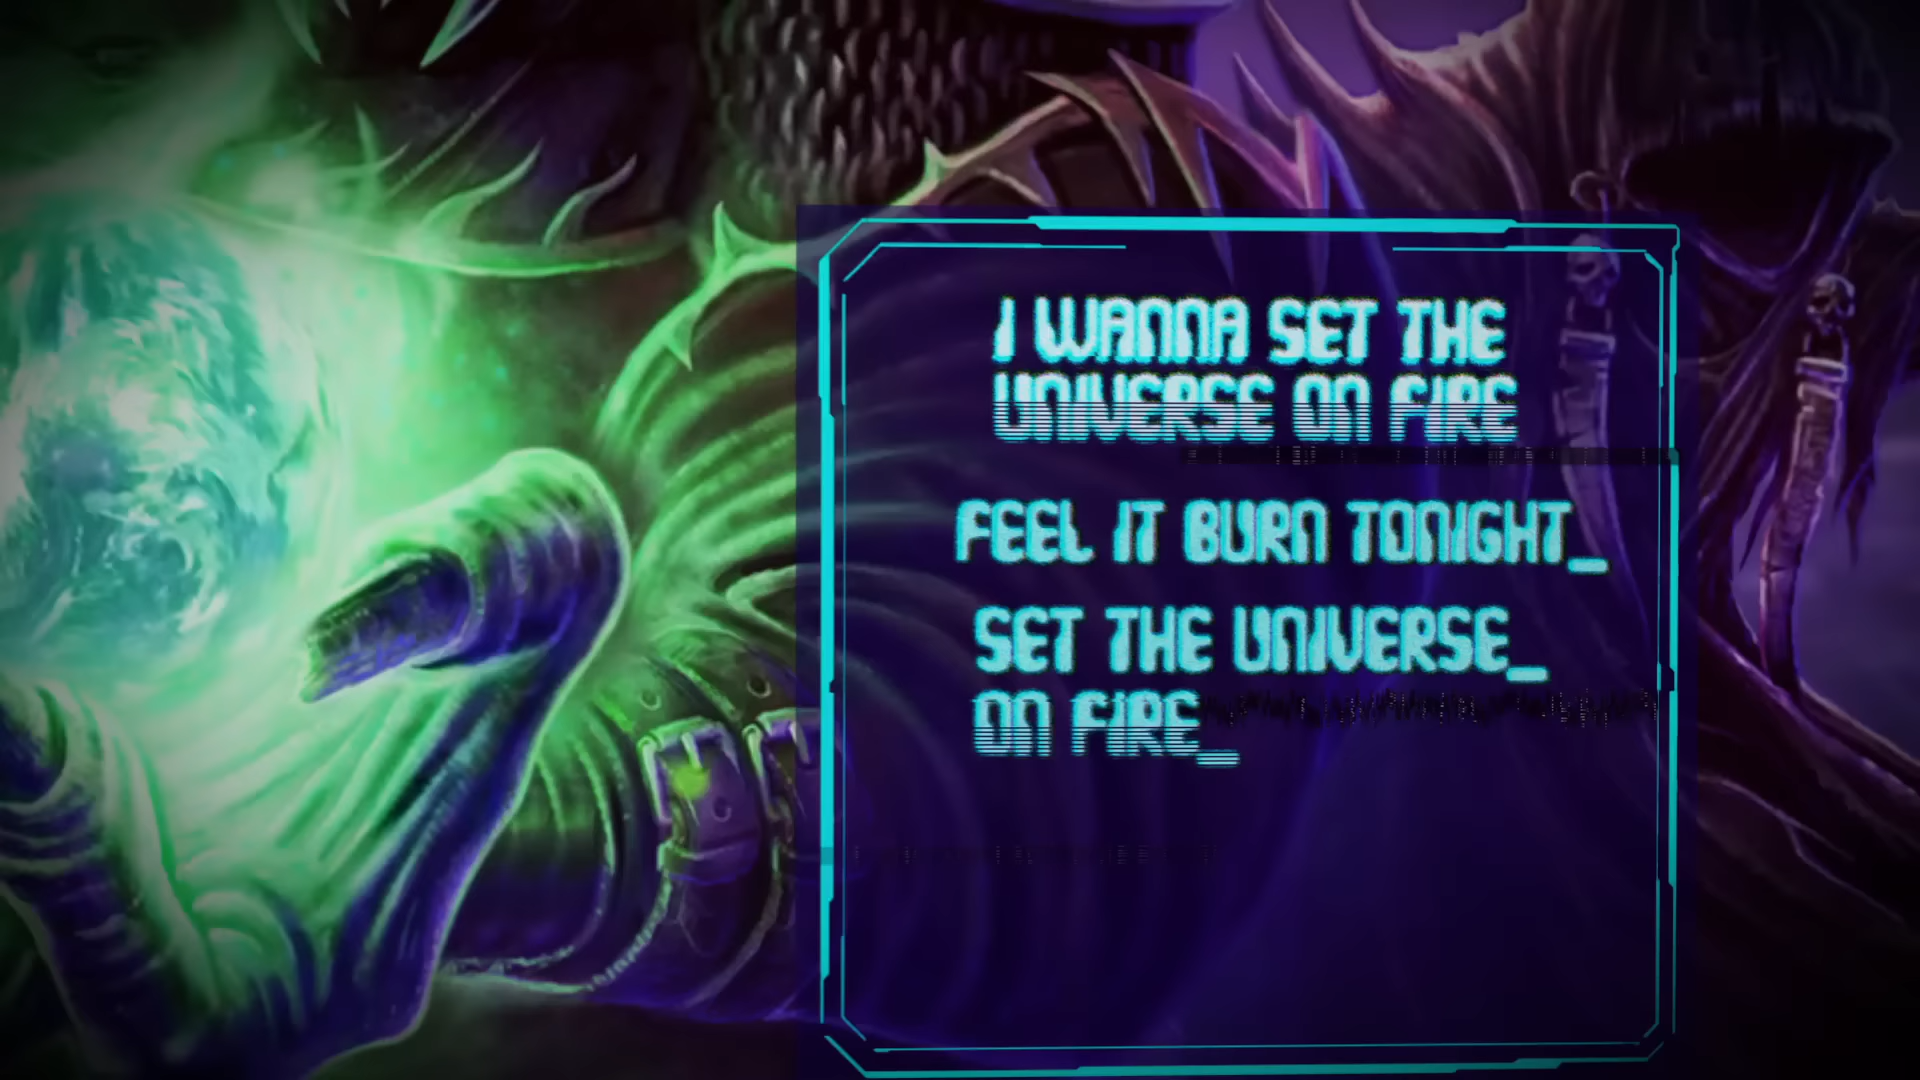 I WANNA SET THE
UNIVERSE ON FIRE
FEEL IT BURN TONIGHT_
SET THE UNIVERSE_
ON FIRE_